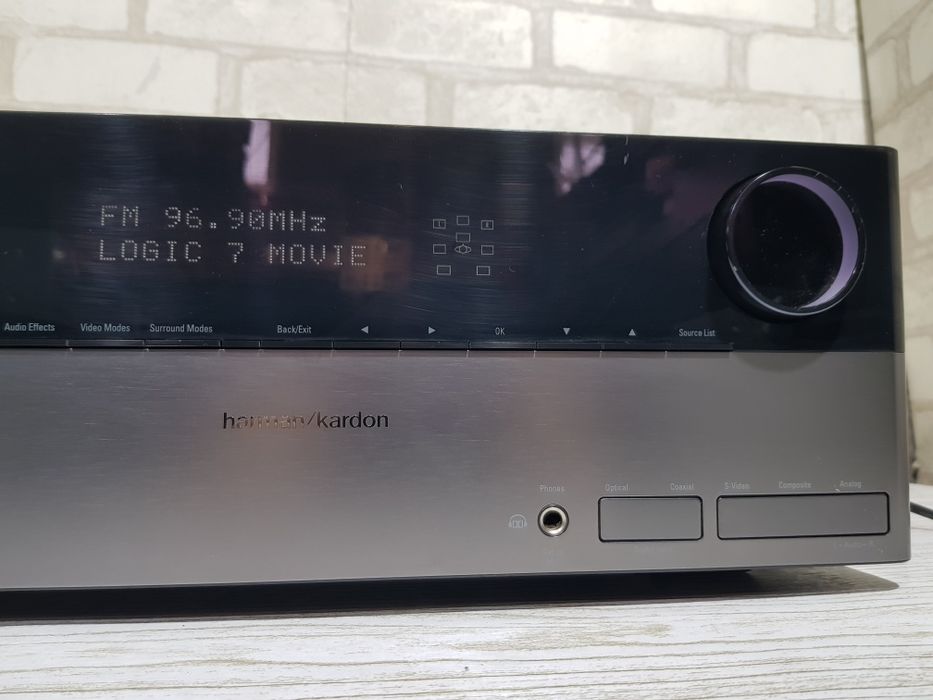 FM 96.90MHz
LOGIC 7 MOVIE
Audio Effects Video Modes Surround Modes Back/Exit OK Source List
harman/kardon
Phones Optical Coaxial S-Video Composite Analog